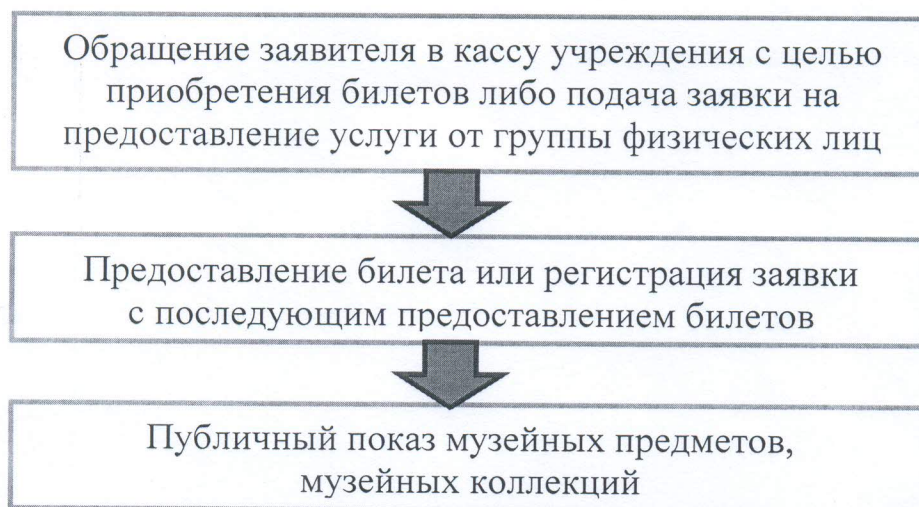 Обращение заявителя в кассу учреждения с целью
приобретения билетов либо подача заявки на
предоставление услуги от группы физических лиц
Предоставление билета или регистрация заявки
с последующим предоставлением билетов
Публичный показ музейных предметов,
музейных коллекций